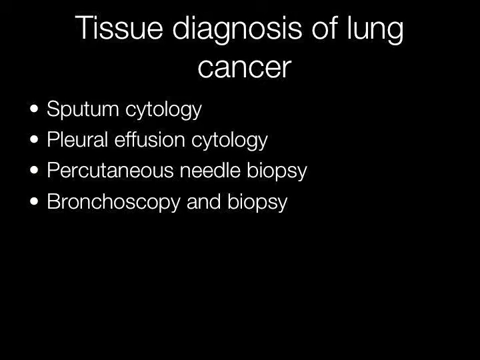 Tissue diagnosis of lung
cancer
• Sputum cytology
• Pleural effusion cytology
• Percutaneous needle biopsy
• Bronchoscopy and biopsy